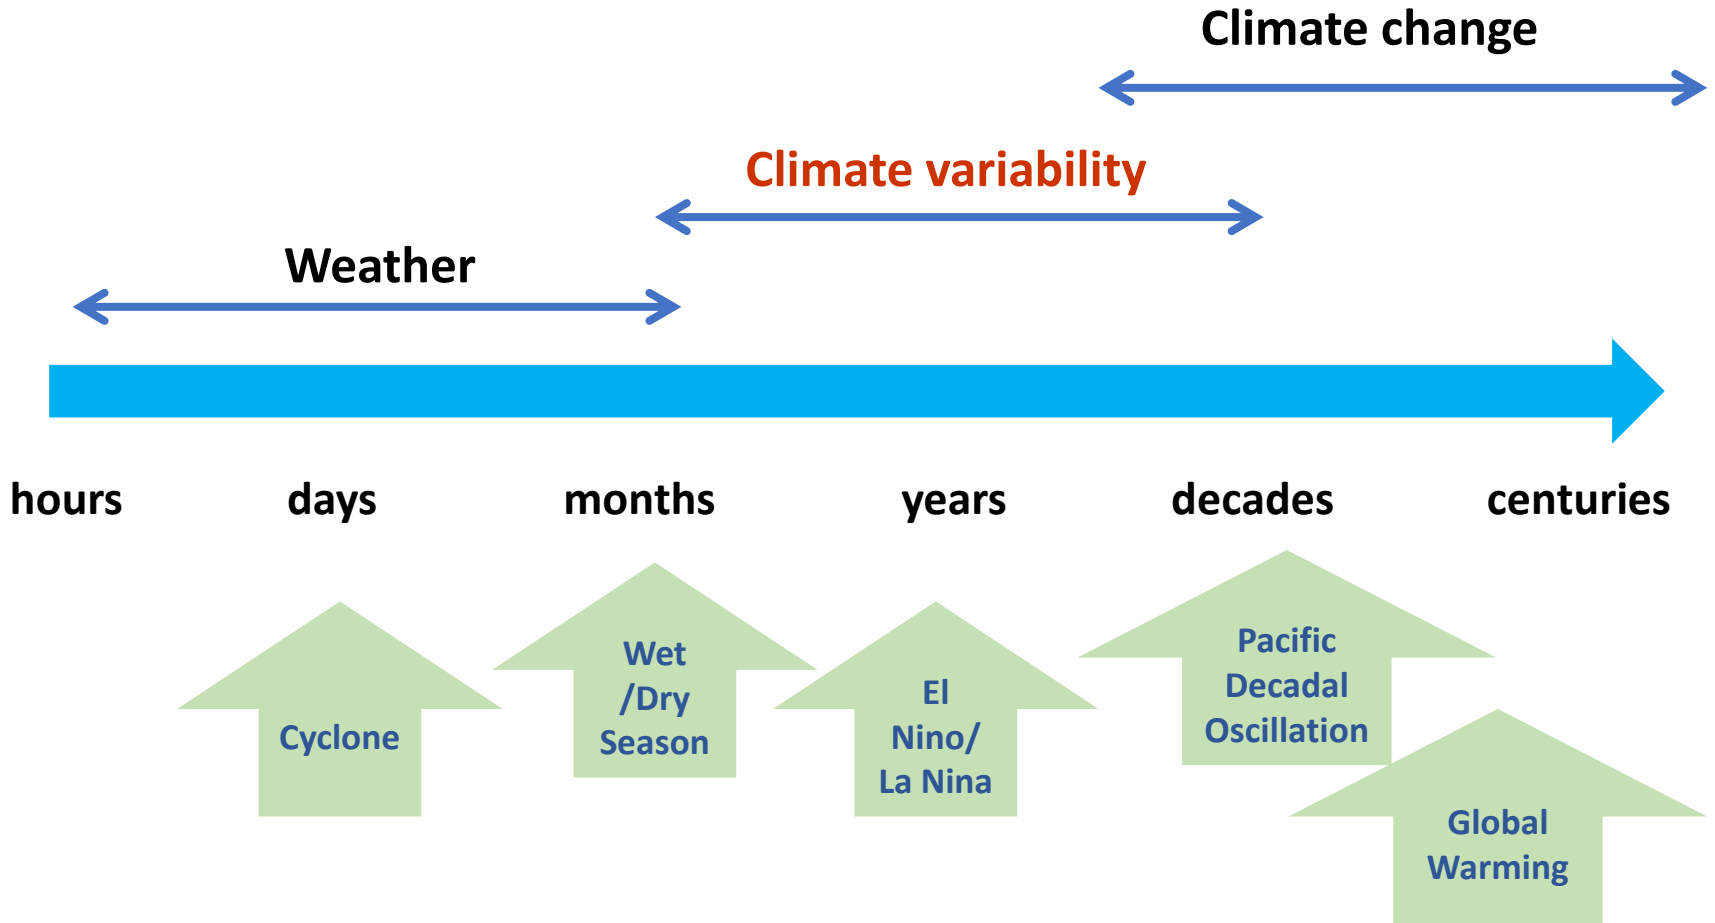 Climate change
Climate variability
Weather
hours days months years decades centuries
Cyclone
Wet
/Dry
Season
El
Nino/
La Nina
Pacific
Decadal
Oscillation
Global
Warming